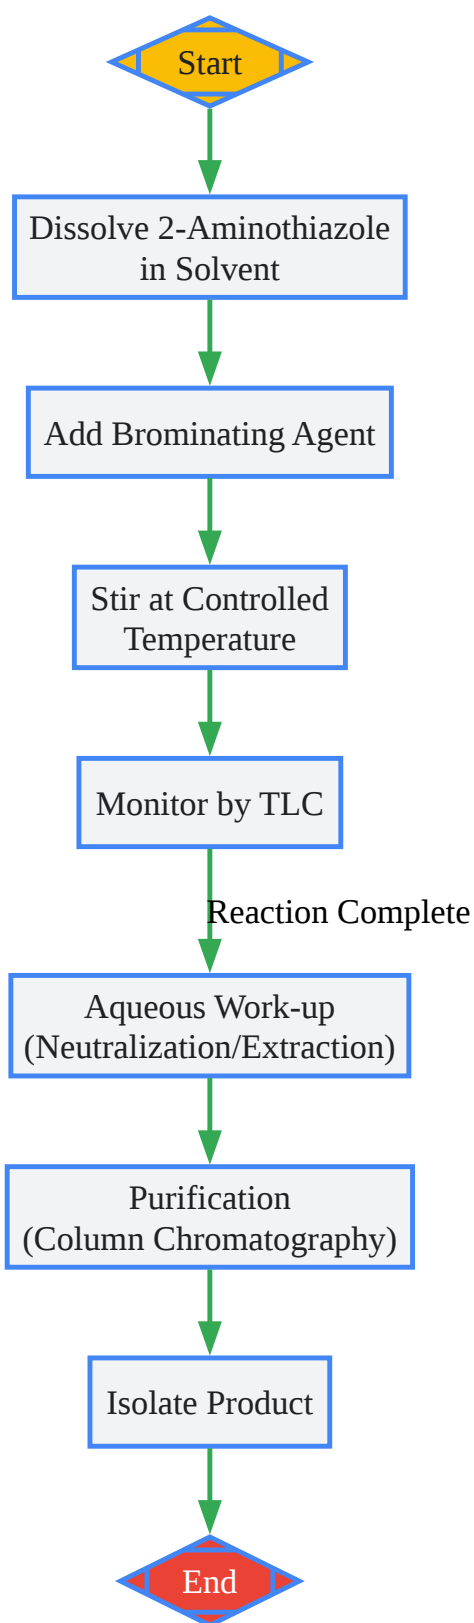 Start
Dissolve 2-Aminothiazole
in Solvent
Add Brominating Agent
Stir at Controlled
Temperature
Monitor by TLC
Reaction Complete
Aqueous Work-up
(Neutralization/Extraction)
Purification
(Column Chromatography)
Isolate Product
End